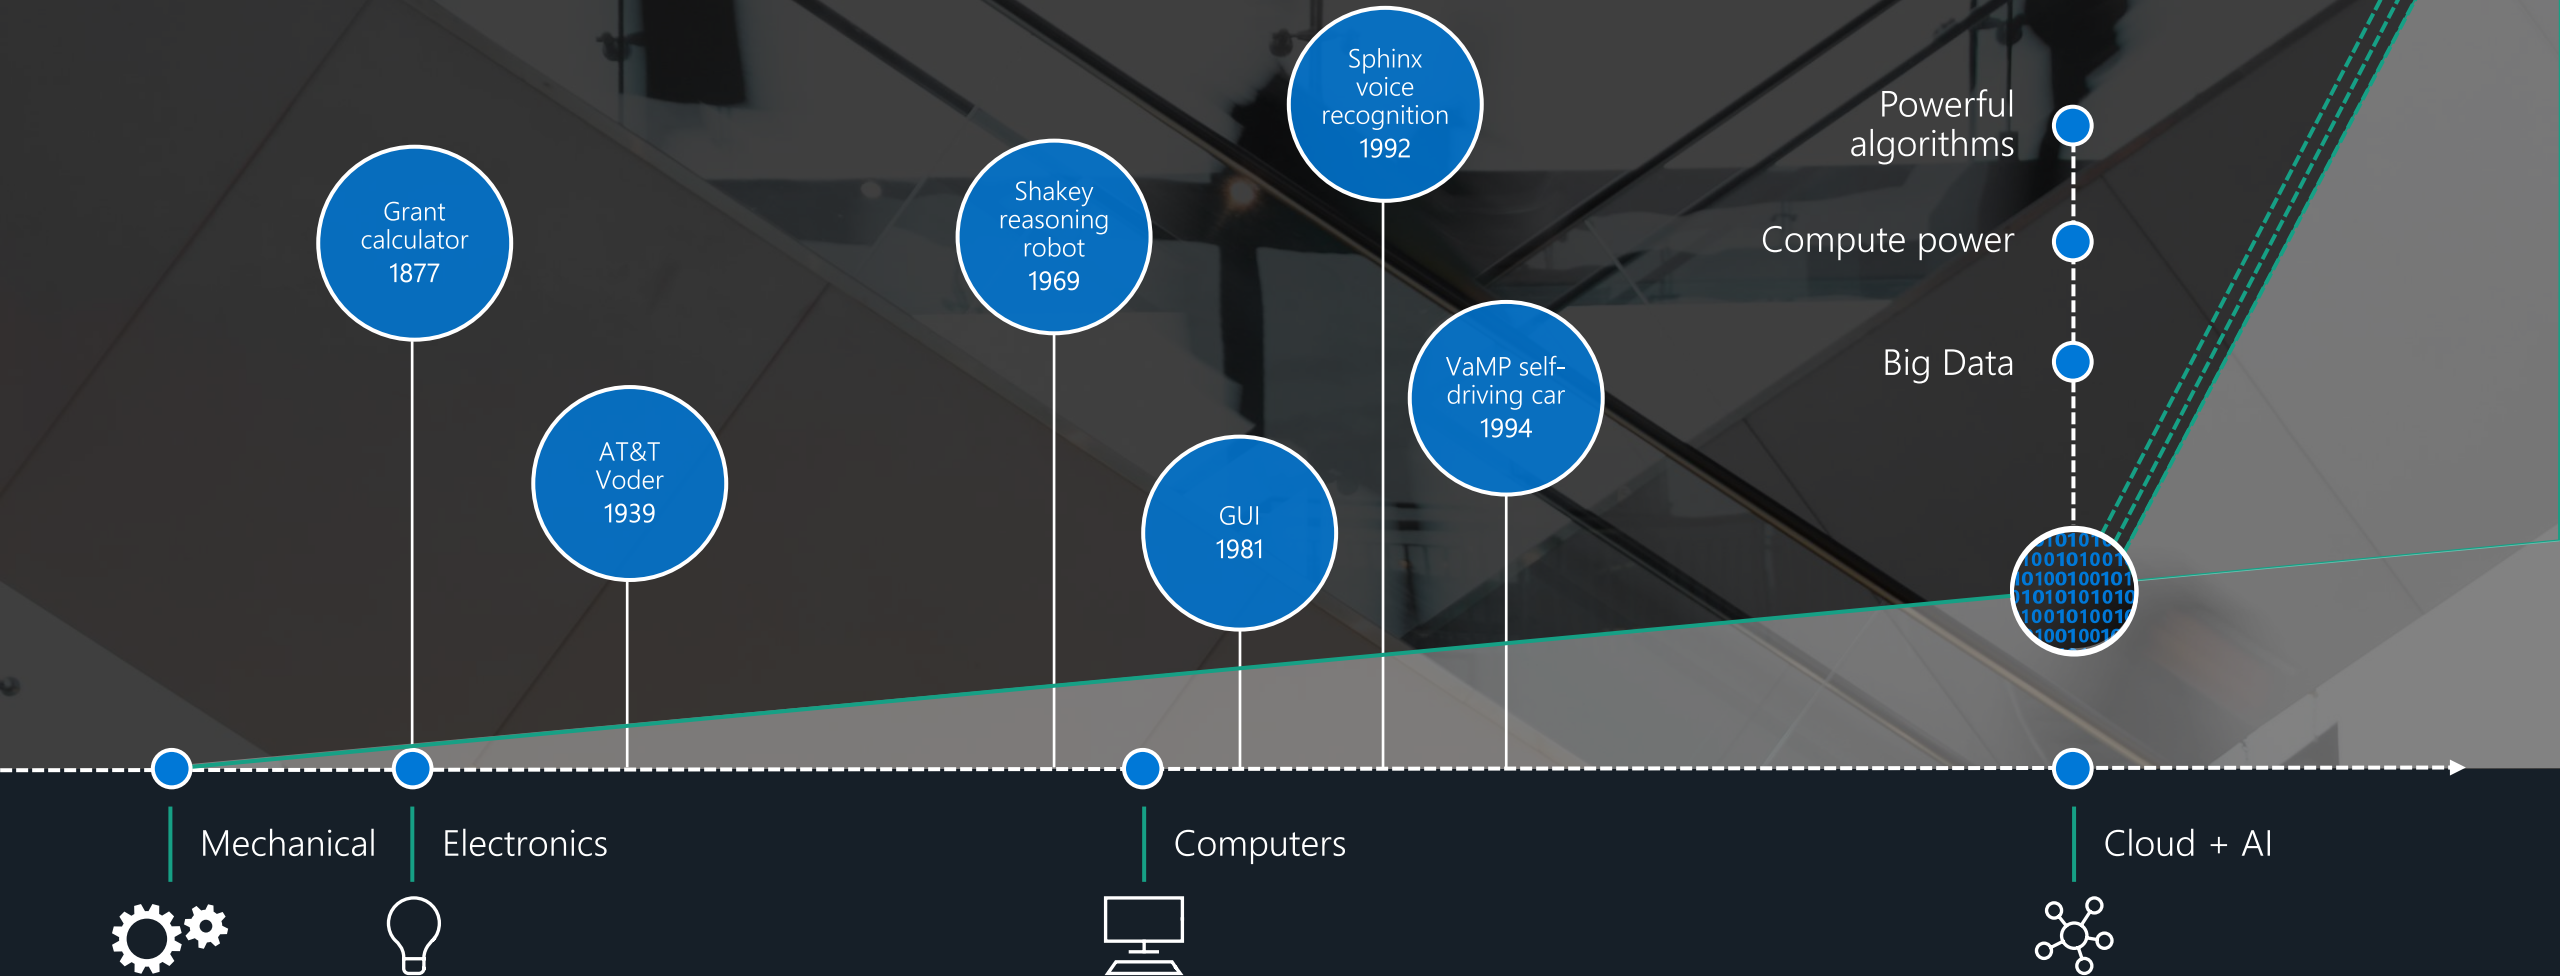 Sphinx
voice
recognition
1992
Powerful
algorithms
Grant
calculator
1877
Shakey
reasoning
robot
1969
Compute power
VaMP self-
driving car
1994
Big Data
AT&T
Voder
1939
GUI
1981
Mechanical
Electronics
Computers
Cloud + AI